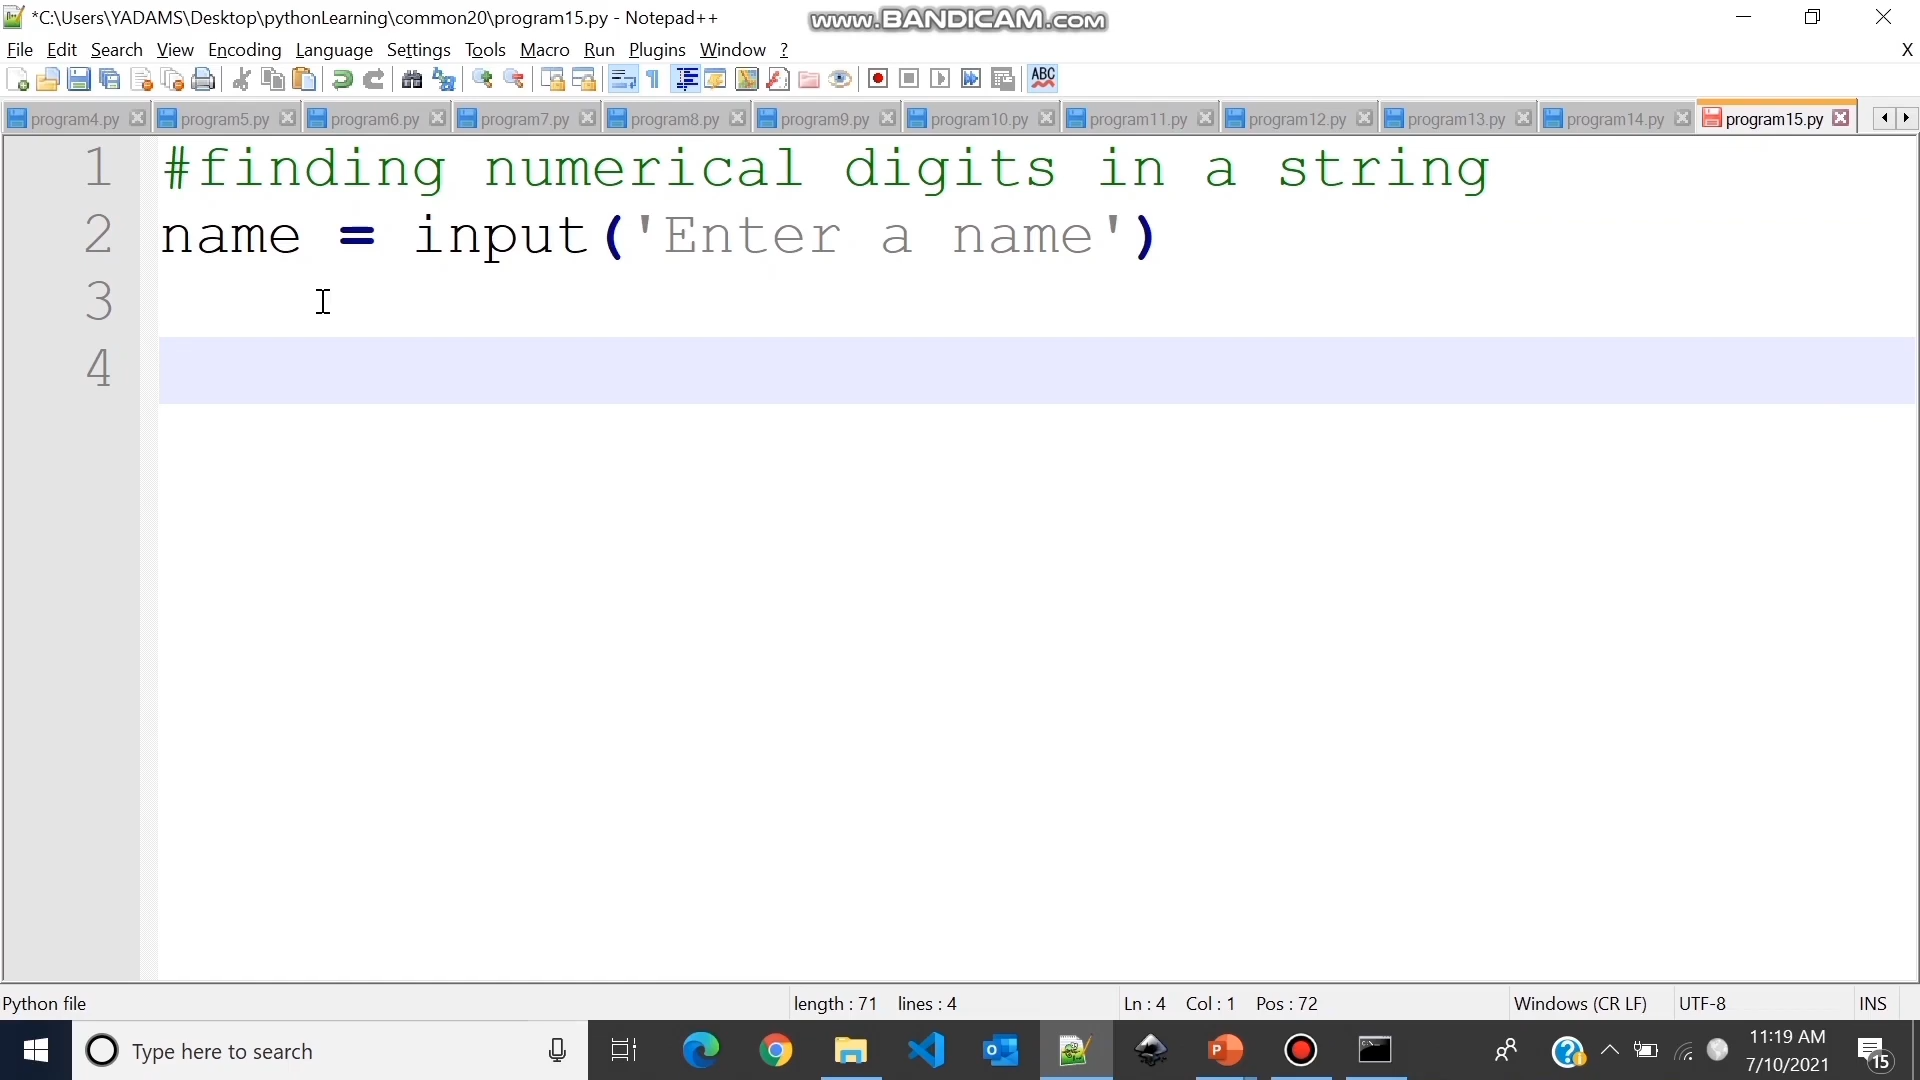 *C:\Users\YADAMS\Desktop\pythonLearning\common20\program15.py - Notepad++
www.BANDICAM.com
File Edit Search View Encoding Language Settings Tools Macro Run Plugins Window ? X
ABC
program4.py program5.py program6.py program7.py program8.py program9.py program10.py program11.py program12.py program13.py program14.py program15.py
1 #finding numerical digits in a string
2 name = input('Enter a name')
3
4
Python file length : 71 lines : 4 Ln : 4 Col : 1 Pos : 72 Windows (CR LF) UTF-8 INS
Type here to search
11:19 AM
7/10/2021
15